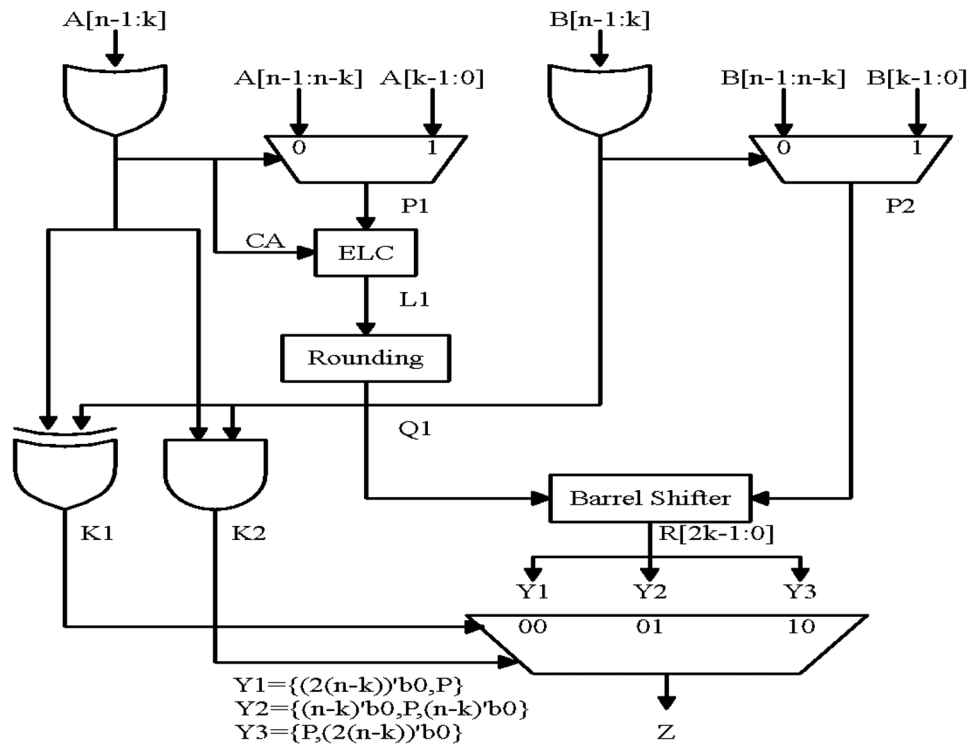 A[n-1:k]
B[n-1:k]
A[n-1:n-k]
A[k-1:0]
B[n-1:n-k]
B[k-1:0]
0
1
0
1
P1
P2
CA
ELC
L1
Rounding
Q1
Barrel Shifter
K1
K2
R[2k-1:0]
Y1
Y2
Y3
00
01
10
Y1={(2(n-k))'b0,P}
Y2={(n-k)'b0,P,(n-k)'b0}
Y3={P,(2(n-k))'b0}
Z